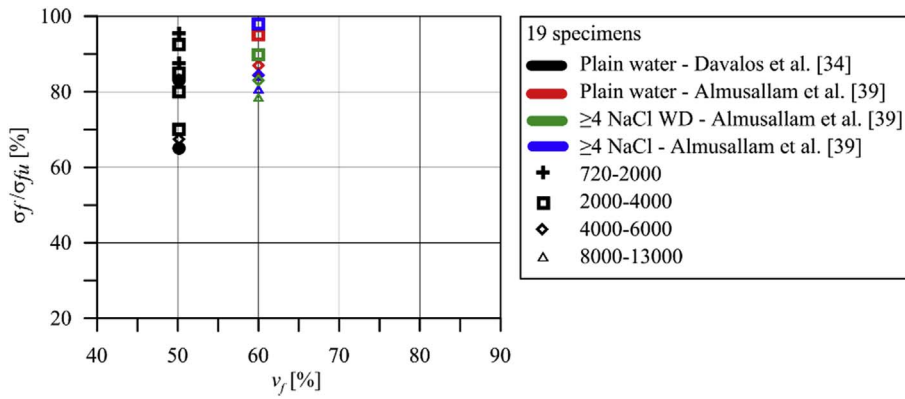 100
80
60
40
20
σf/σfu [%]
40 50 60 70 80 90
vf [%]
19 specimens
Plain water - Davalos et al. [34]
Plain water - Almusallam et al. [39]
≥4 NaCl WD - Almusallam et al. [39]
≥4 NaCl - Almusallam et al. [39]
720-2000
2000-4000
4000-6000
8000-13000